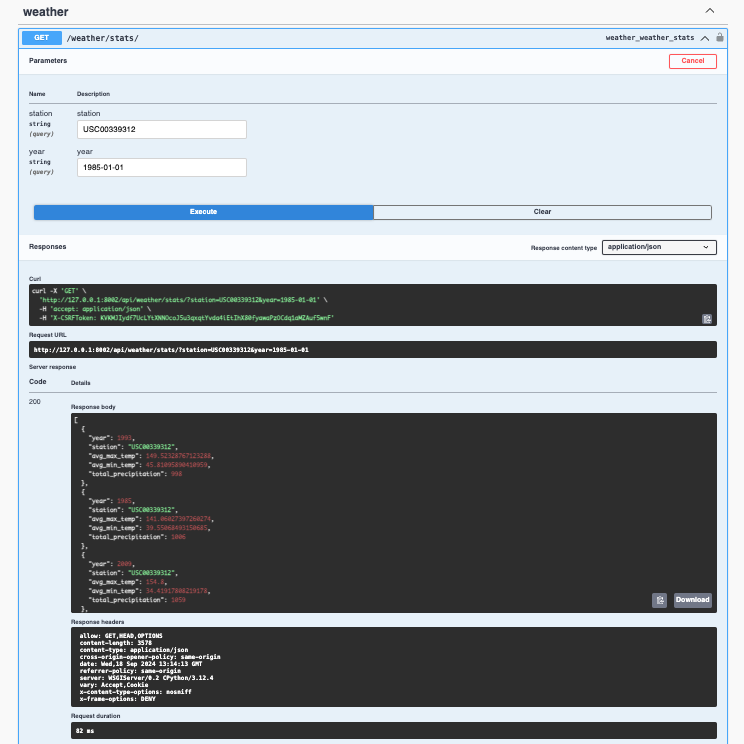 weather
GET /weather/stats/ weather_weather_stats
Parameters Cancel
Name Description
station station
string USC00339312
(query)
year year
string 1985-01-01
(query)
Execute Clear
Responses Response content type application/json
Curl
curl -X 'GET' \
'http://127.0.0.1:8002/api/weather/stats/?station=USC00339312&year=1985-01-01' \
-H 'accept: application/json' \
-H 'X-CSRFToken:
Request URL
http://127.0.0.1:8002/api/weather/stats/?station=USC00339312&year=1985-01-01
Server response
Code Details
200
Response body
[
{
"year": 1993,
"station": "USC00339312",
"avg_max_temp":
"avg_min_temp":
"total_precipitation": 998
},
{
"year": 1985,
"station": "USC00339312",
"avg_max_temp": 141.06027397260274,
"avg_min_temp": 39.55068493150685,
"total_precipitation": 1006
},
{
"year": 2009,
"station": "USC00339312",
"avg_max_temp": 154.8,
"avg_min_temp": 34.41917808219178,
"total_precipitation": 1059
},
Download
Response headers
allow: GET,HEAD,OPTIONS
content-length: 3578
content-type: application/json
cross-origin-opener-policy: same-origin
date: Wed,18 Sep 2024 13:14:13 GMT
referrer-policy: same-origin
server: WSGIServer/0.2 CPython/3.12.4
vary: Accept,Cookie
x-content-type-options: nosniff
x-frame-options: DENY
Request duration
82 ms